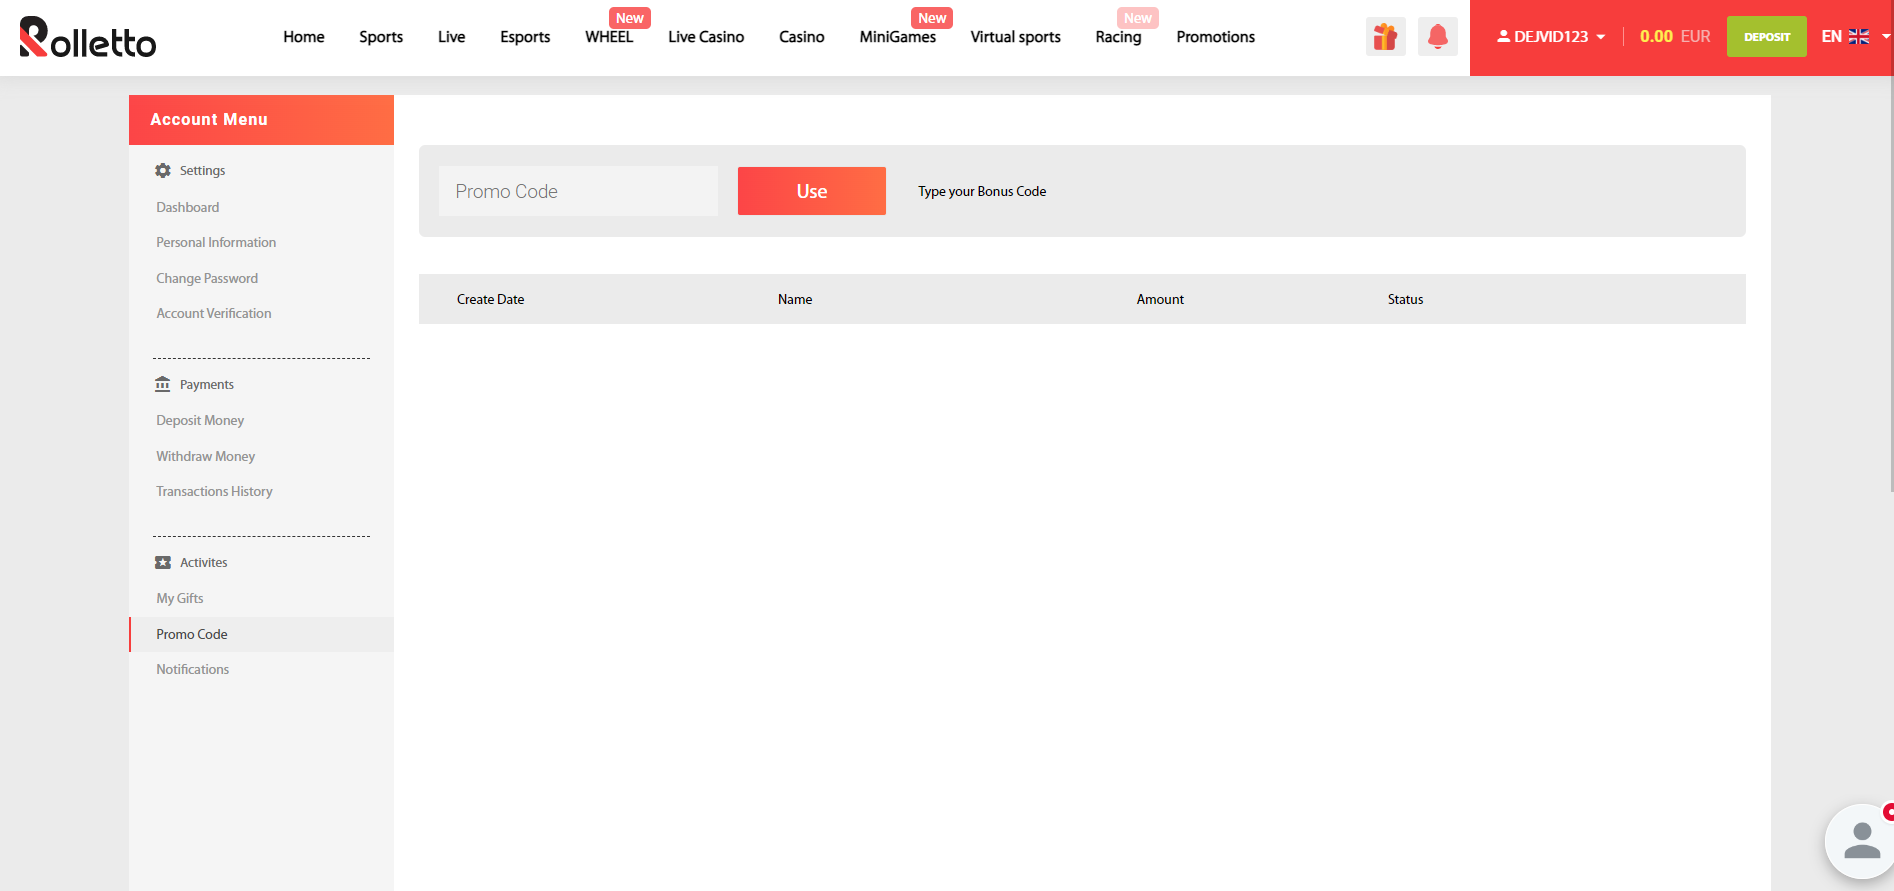 Rolletto
Home
Sports
Live
Esports
New
WHEEL
Live Casino
Casino
New
MiniGames
Virtual sports
New
Racing
Promotions
DEJVID123
0.00 EUR
DEPOSIT
EN
Account Menu
Settings
Dashboard
Personal Information
Change Password
Account Verification
Payments
Deposit Money
Withdraw Money
Transactions History
Activites
My Gifts
Promo Code
Notifications
Promo Code
Use
Type your Bonus Code
Create Date
Name
Amount
Status